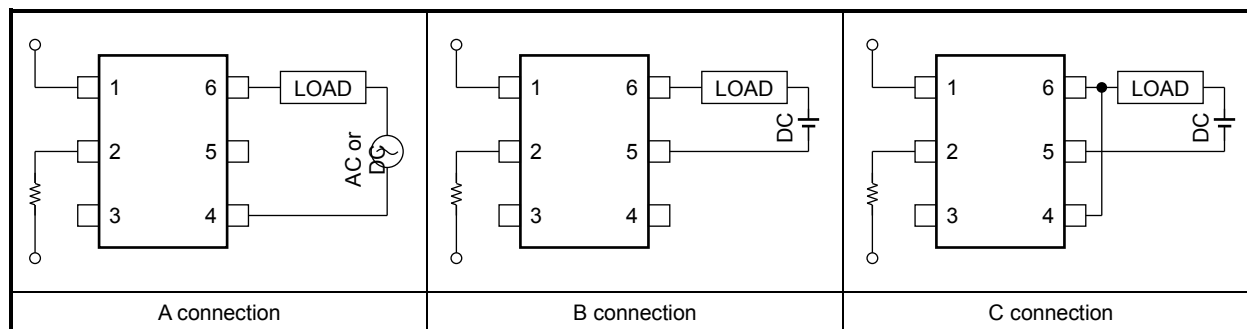 1 6 LOAD
2 5 AC or DC
3 4
A connection
1 6 LOAD
2 5 DC
3 4
B connection
1 6 LOAD
2 5 DC
3 4
C connection